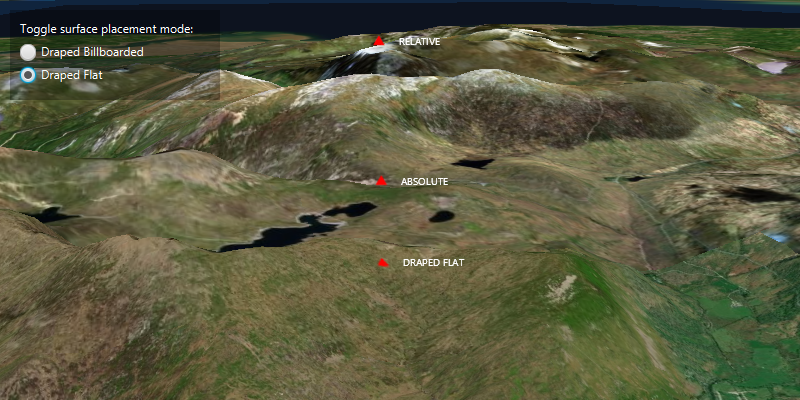 Toggle surface placement mode:
Draped Billboarded
Draped Flat
RELATIVE
ABSOLUTE
DRAPED FLAT